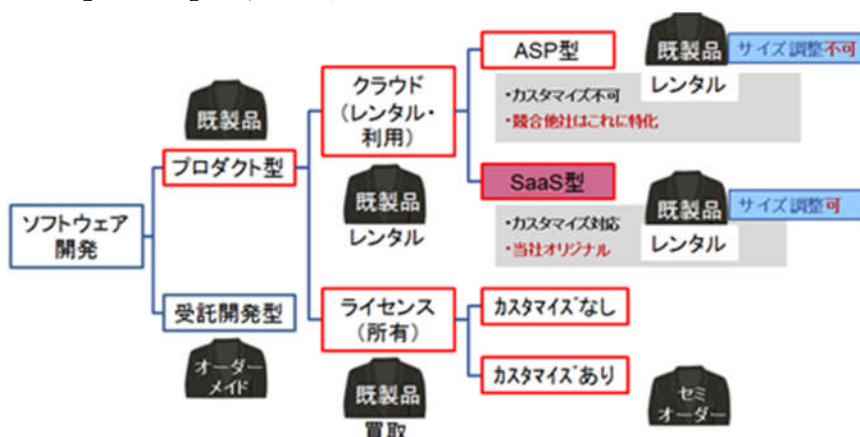 ASP型
既製品
レンタル
サイズ調整不可
・カスタマイズ不可
・競合他社はこれに特化
クラウド
(レンタル・
利用)
既製品
プロダクト型
既製品
レンタル
SaaS型
既製品
レンタル
サイズ調整可
・カスタマイズ対応
・当社オリジナル
ソフトウェア
開発
受託開発型
オーダー
メイド
ライセンス
(所有)
既製品
買取
カスタマイズなし
カスタマイズあり
セミ
オーダー